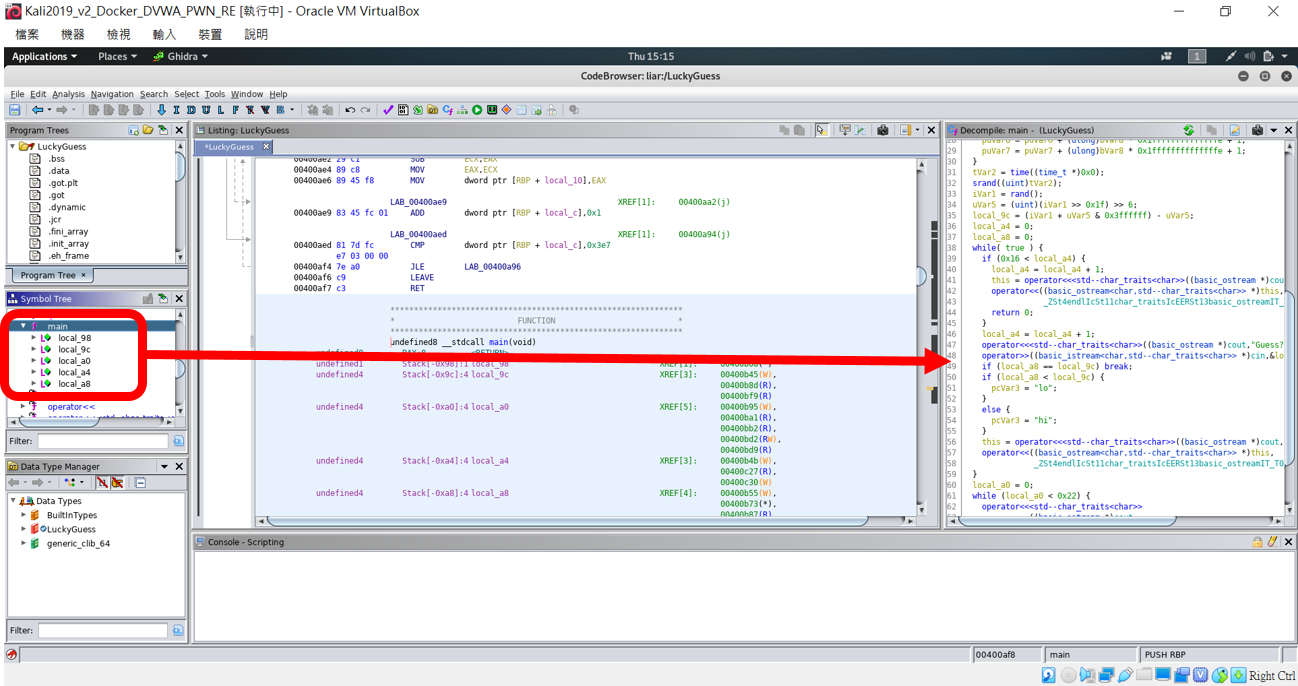 Kali2019_v2_Docker_DVWA_PWN_RE [執行中] - Oracle VM VirtualBox
檔案 機器 檢視 輸入 裝置 說明
Applications Places Ghidra Thu 15:15 1
CodeBrowser: liar:/LuckyGuess
File Edit Analysis Navigation Search Select Tools Window Help
I D U L F R V B
Program Trees
LuckyGuess
.bss
.data
.got.plt
.got
.dynamic
.jcr
.fini_array
.init_array
.eh_frame
Program Tree ×
Symbol Tree
main
local_98
local_9c
local_a0
local_a4
local_a8
operator<<
Filter:
Data Type Manager
Data Types
BuiltInTypes
LuckyGuess
generic_clib_64
Filter:
Listing: LuckyGuess
*LuckyGuess
00400ae2 29 c1 SUB ECX,EAX
00400ae4 89 c8 MOV EAX,ECX
00400ae6 89 45 f8 MOV dword ptr [RBP + local_10],EAX
LAB_00400ae9 XREF[1]: 00400aa2(j)
00400ae9 83 45 fc 01 ADD dword ptr [RBP + local_c],0x1
LAB_00400aed XREF[1]: 00400a94(j)
00400aed 81 7d fc CMP dword ptr [RBP + local_c],0x3e7
e7 03 00 00
00400af4 7e a0 JLE LAB_00400a96
00400af6 c9 LEAVE
00400af7 c3 RET
* FUNCTION *
undefined8 __stdcall main(void)
undefined8 RAX:8 <RETURN>
undefined1 Stack[-0x98]:1 local_98 XREF[1]:
undefined4 Stack[-0x9c]:4 local_9c XREF[3]: 00400b45(W),
00400b8d(R),
00400bf9(R)
undefined4 Stack[-0xa0]:4 local_a0 XREF[5]: 00400b95(W),
00400ba1(R),
00400bb2(R),
00400bd2(RW),
00400bd9(R)
undefined4 Stack[-0xa4]:4 local_a4 XREF[3]: 00400b4b(W),
00400c27(R),
00400c30(W)
undefined4 Stack[-0xa8]:4 local_a8 XREF[4]: 00400b55(W),
00400b73(*),
00400b87(R)
Decompile: main - (LuckyGuess)
28 puVar6 = puVar6 + (ulong)bVar8 * 0x1ffffffffffffffe + 1;
29 puVar7 = puVar7 + (ulong)bVar8 * 0x1ffffffffffffffe + 1;
30 }
31 tVar2 = time((time_t *)0x0);
32 srand((uint)tVar2);
33 iVar1 = rand();
34 uVar5 = (uint)(iVar1 >> 0x1f) >> 6;
35 local_9c = (iVar1 + uVar5 & 0x3ffffff) - uVar5;
36 local_a4 = 0;
37 local_a8 = 0;
38 while( true ) {
39 if (0x16 < local_a4) {
40 local_a4 = local_a4 + 1;
41 this = operator<<<std--char_traits<char>>((basic_ostream *)cout
42 operator<<((basic_ostream<char,std--char_traits<char>> *)this,
43 _ZSt4endlIcSt11char_traitsIcEERSt13basic_ostreamIT_
44 return 0;
45 }
46 local_a4 = local_a4 + 1;
47 operator<<<std--char_traits<char>>((basic_ostream *)cout,"Guess?
48 operator>>((basic_istream<char,std--char_traits<char>> *)cin,&lo
49 if (local_a8 == local_9c) break;
50 if (local_a8 < local_9c) {
51 pcVar3 = "lo";
52 }
53 else {
54 pcVar3 = "hi";
55 }
56 this = operator<<<std--char_traits<char>>((basic_ostream *)cout,
57 operator<<((basic_ostream<char,std--char_traits<char>> *)this,
58 _ZSt4endlIcSt11char_traitsIcEERSt13basic_ostreamIT_T0
59 }
60 local_a0 = 0;
61 while (local_a0 < 0x22) {
62 operator<<<std--char_traits<char>>
Console - Scripting
00400af8 main PUSH RBP
Right Ctrl